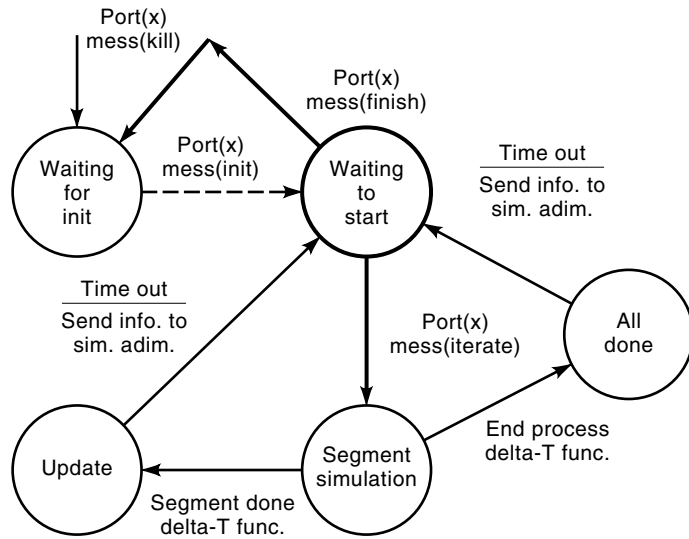 Port(x)
mess(kill)
Port(x)
mess(finish)
Port(x)
mess(init)
Waiting
for
init
Waiting
to
start
Time out
Send info. to
sim. adim.
Time out
Send info. to
sim. adim.
Port(x)
mess(iterate)
All
done
Update
Segment
simulation
End process
delta-T func.
Segment done
delta-T func.